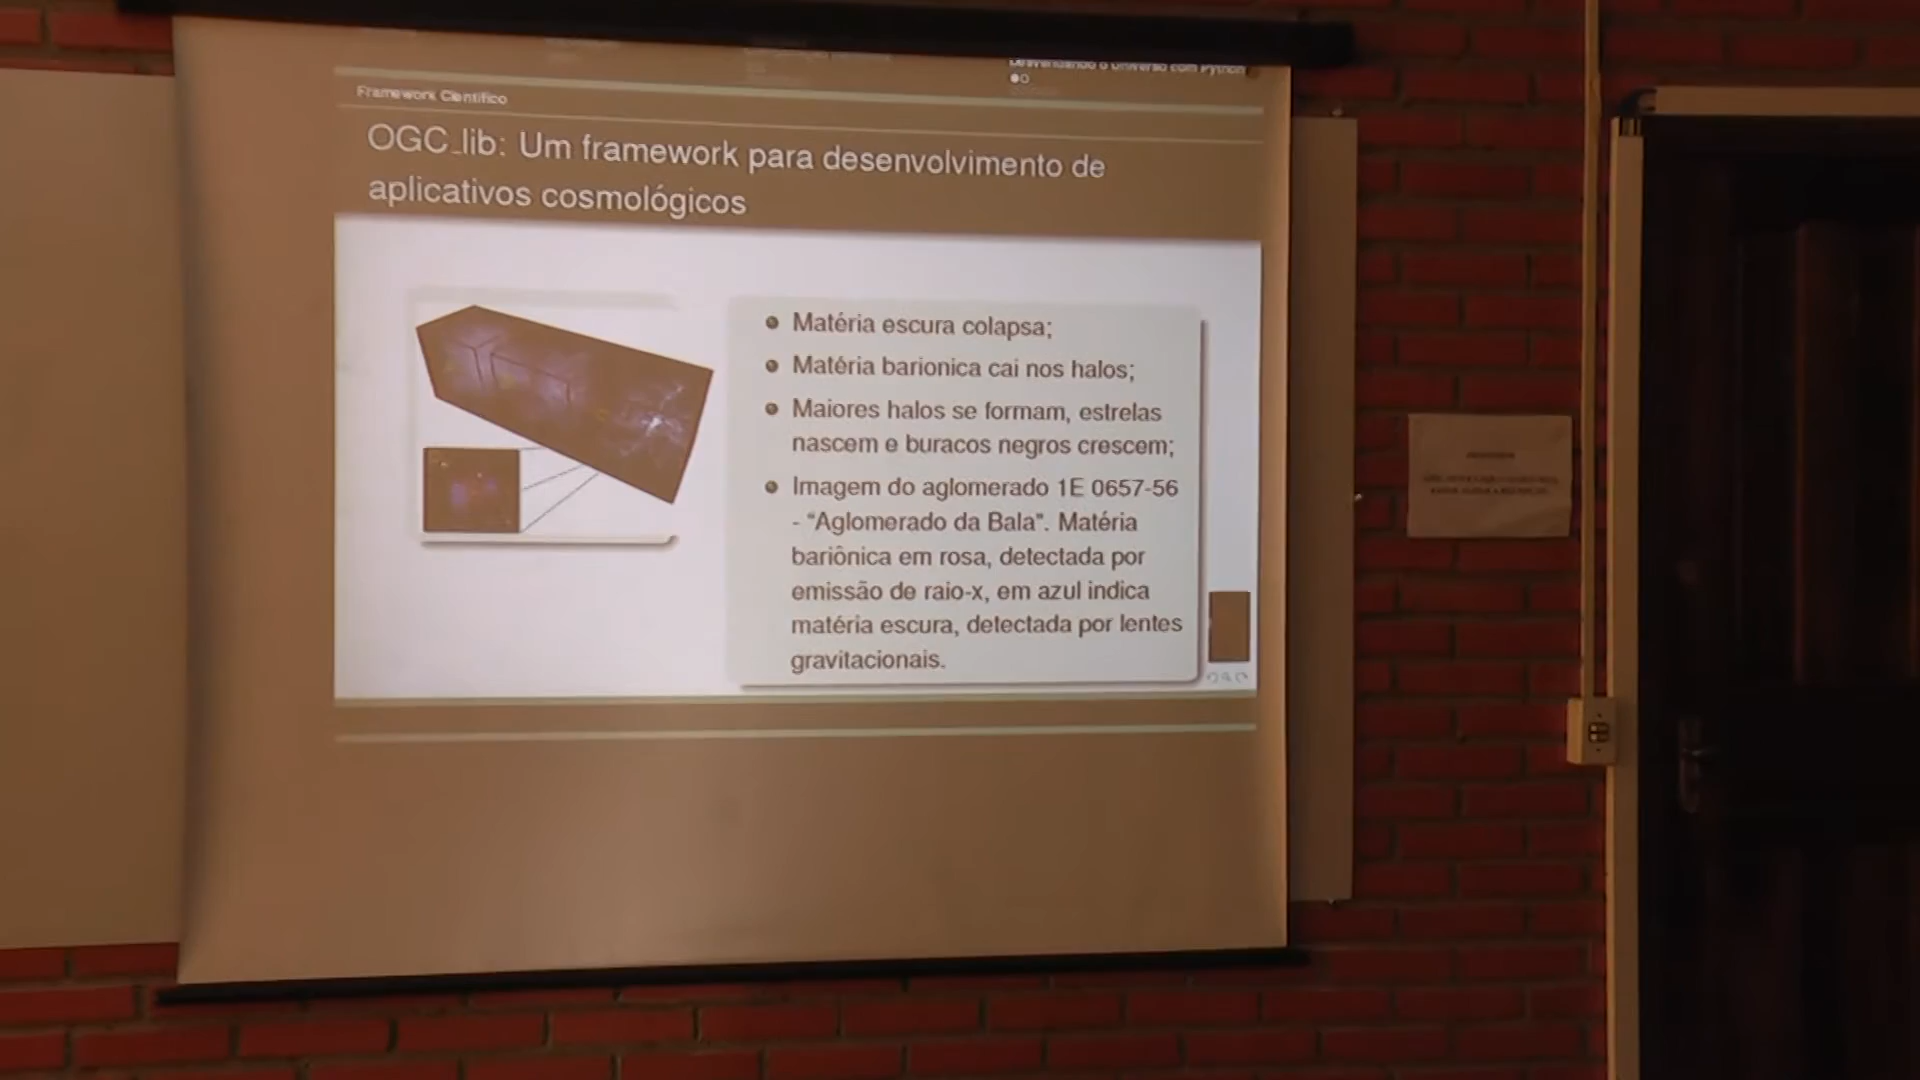 Desvendando o Universo com Python
Framework Científico
OGC_lib: Um framework para desenvolvimento de
aplicativos cosmológicos
Matéria escura colapsa;
Matéria barionica cai nos halos;
Maiores halos se formam, estrelas
nascem e buracos negros crescem;
Imagem do aglomerado 1E 0657-56
- “Aglomerado da Bala”. Matéria
bariônica em rosa, detectada por
emissão de raio-x, em azul indica
matéria escura, detectada por lentes
gravitacionais.